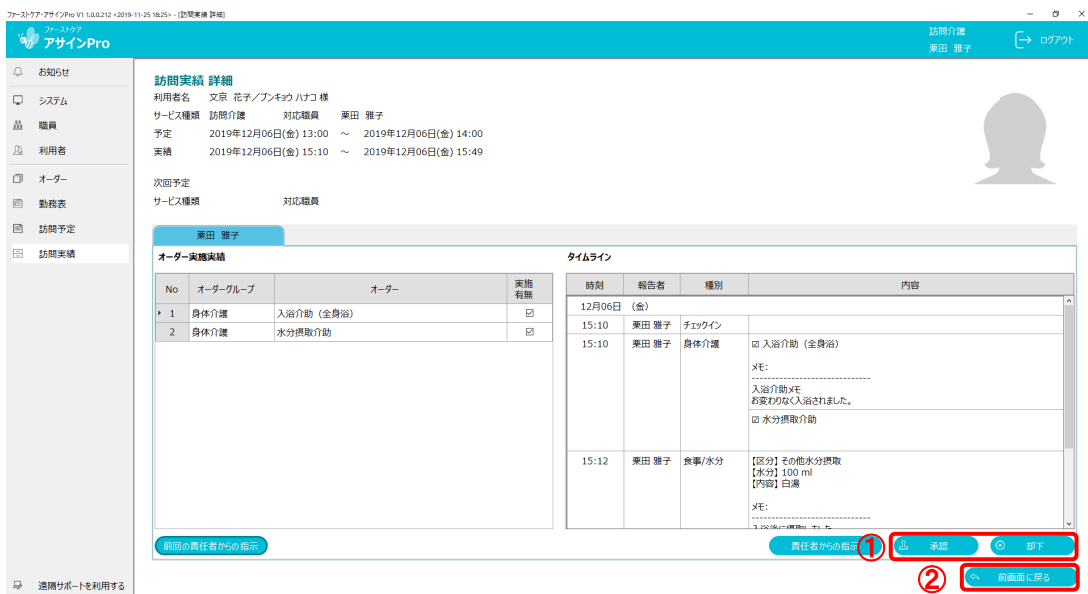 ファーストケア・アサインPro V1 1.0.0.212 <2019-11-25 18:25> - [訪問実績 詳細]
ファーストケア
アサインPro
訪問介護
栗田 雅子
ログアウト
お知らせ
システム
職員
利用者
オーダー
勤務表
訪問予定
訪問実績
遠隔サポートを利用する
訪問実績 詳細
利用者名 文京 花子／ブンキョウ ハナコ 様
サービス種類 訪問介護 対応職員 栗田 雅子
予定 2019年12月06日(金) 13:00 ～ 2019年12月06日(金) 14:00
実績 2019年12月06日(金) 15:10 ～ 2019年12月06日(金) 15:49
次回予定
サービス種類 対応職員
栗田 雅子
オーダー実施実績
No オーダーグループ オーダー 実施有無
1 身体介護 入浴介助（全身浴） ☑
2 身体介護 水分摂取介助 ☑
タイムライン
時刻 報告者 種別 内容
12月06日 （金）
15:10 栗田 雅子 チェックイン
15:10 栗田 雅子 身体介護 ☑ 入浴介助（全身浴）
メモ:
------------------------------
入浴介助メモ
お変わりなく入浴されました。
☑ 水分摂取介助
15:12 栗田 雅子 食事/水分 【区分】その他水分摂取
【水分】100 ml
【内容】白湯
メモ:
------------------------------
入浴後に摂取しました
前回の責任者からの指示
責任者からの指示
① 承認 却下
② 前画面に戻る